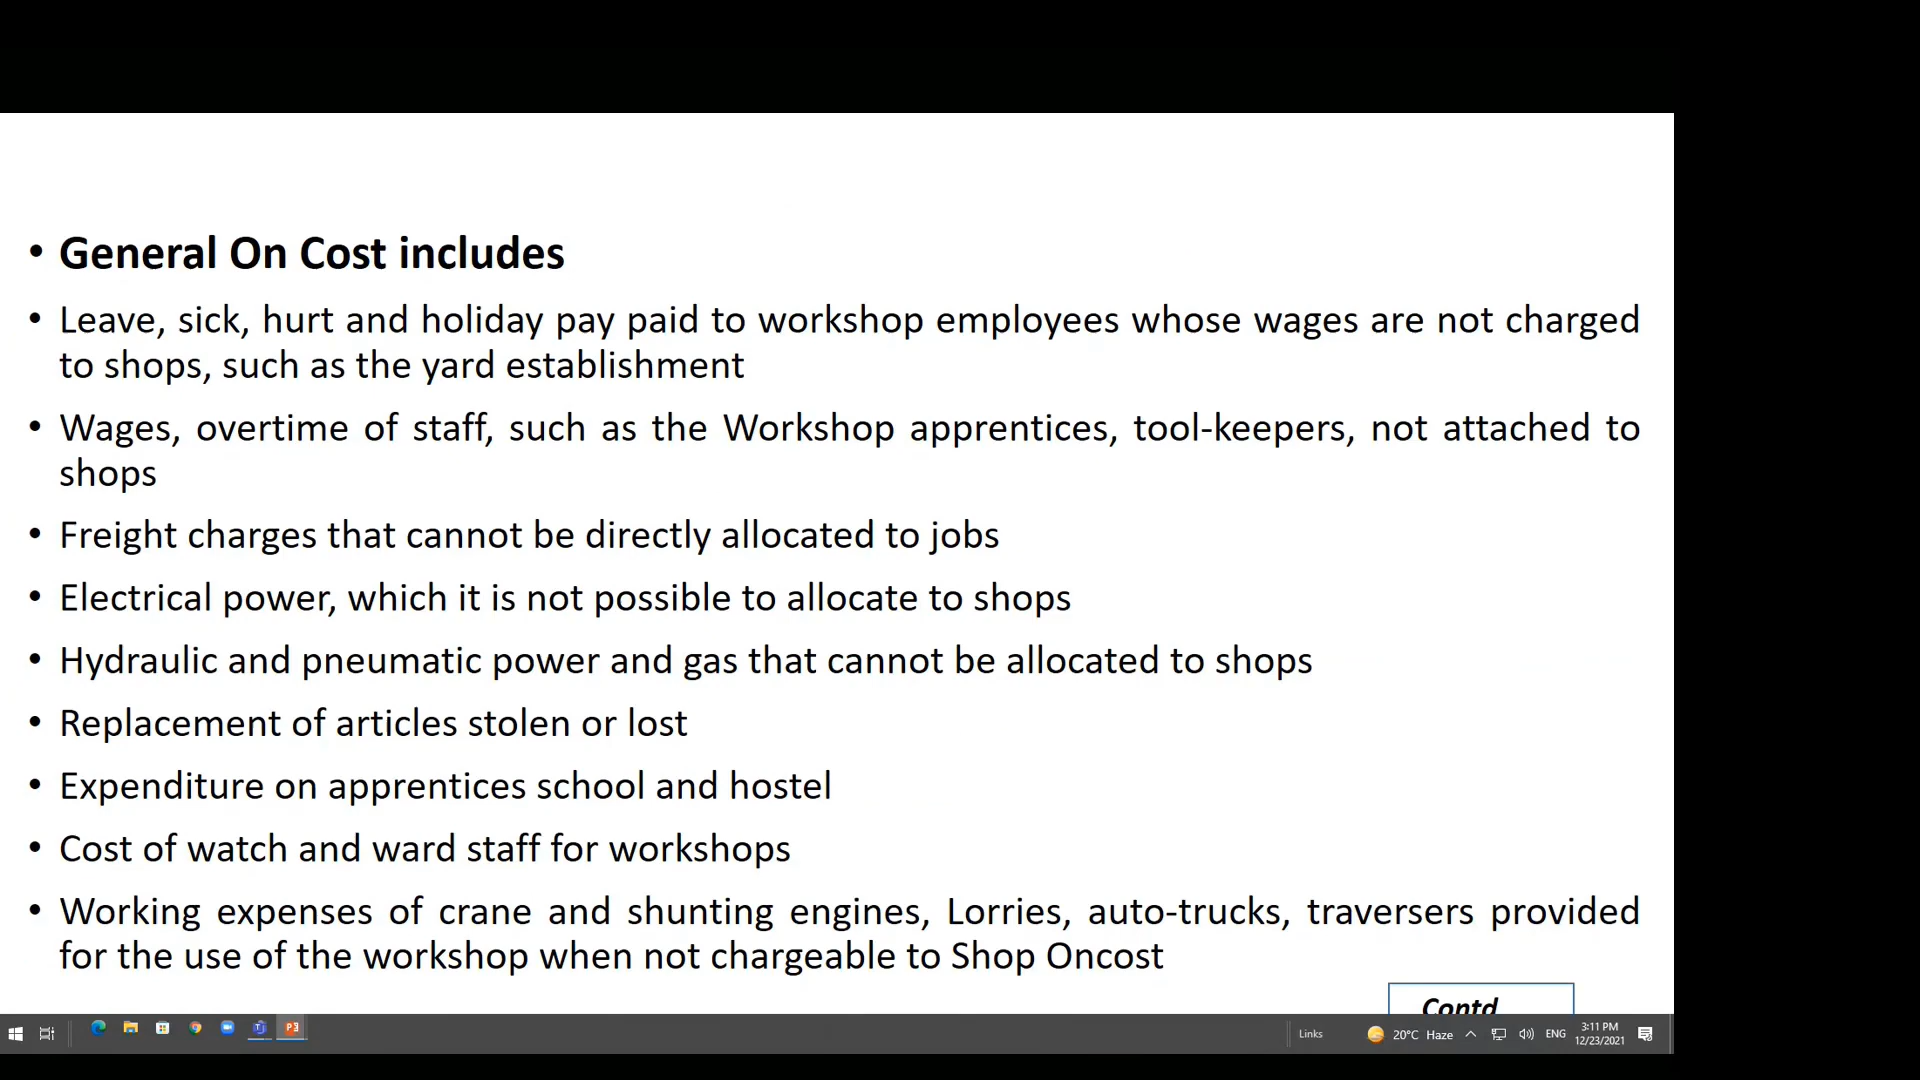 • General On Cost includes
• Leave, sick, hurt and holiday pay paid to workshop employees whose wages are not charged
to shops, such as the yard establishment
• Wages, overtime of staff, such as the Workshop apprentices, tool-keepers, not attached to
shops
• Freight charges that cannot be directly allocated to jobs
• Electrical power, which it is not possible to allocate to shops
• Hydraulic and pneumatic power and gas that cannot be allocated to shops
• Replacement of articles stolen or lost
• Expenditure on apprentices school and hostel
• Cost of watch and ward staff for workshops
• Working expenses of crane and shunting engines, Lorries, auto-trucks, traversers provided
for the use of the workshop when not chargeable to Shop Oncost
Contd
Links 20°C Haze ENG 3:11 PM
12/23/2021